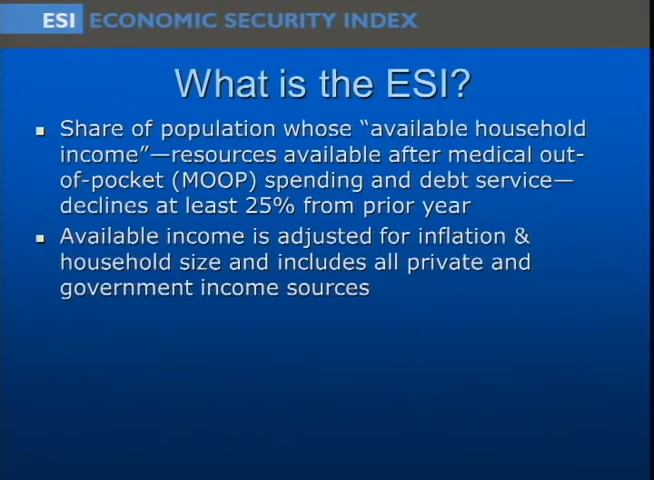 ESI ECONOMIC SECURITY INDEX
What is the ESI?
Share of population whose “available household
income”—resources available after medical out-
of-pocket (MOOP) spending and debt service—
declines at least 25% from prior year
Available income is adjusted for inflation &
household size and includes all private and
government income sources